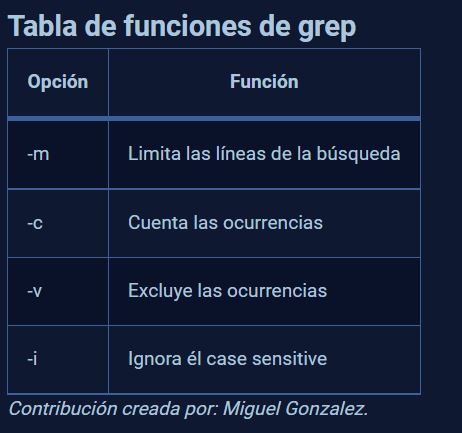 Tabla de funciones de grep
Opción Función
-m Limita las líneas de la búsqueda
-c Cuenta las ocurrencias
-v Excluye las ocurrencias
-i Ignora él case sensitive
Contribución creada por: Miguel Gonzalez.